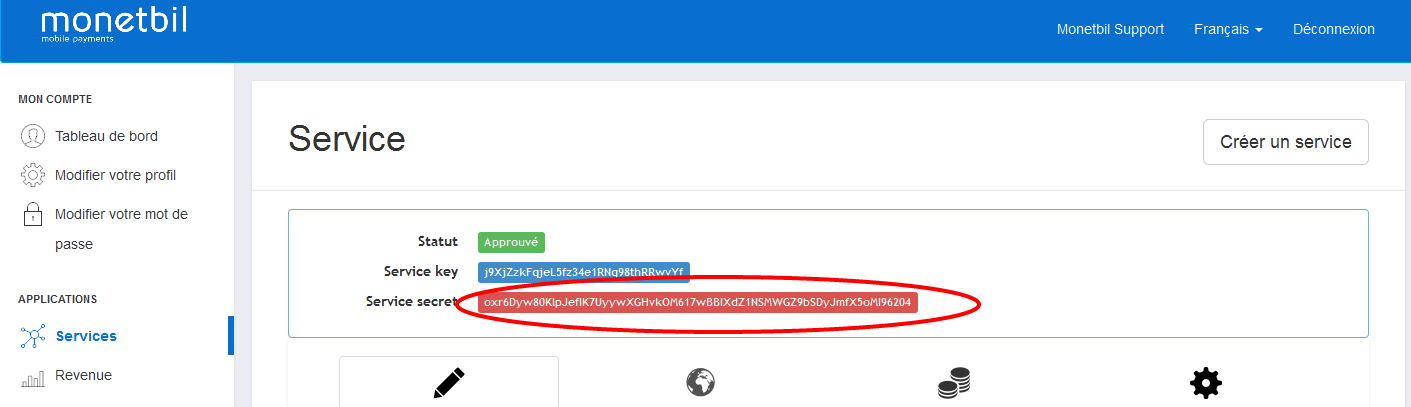 monetbil
mobile payments
Monetbil Support
Français
Déconnexion
MON COMPTE
Tableau de bord
Modifier votre profil
Modifier votre mot de
passe
APPLICATIONS
Services
Revenue
Service
Créer un service
Statut Approuvé
Service key j9XjZzkFqjeL5fz34e1RNq98thRRwvYf
Service secret oxr6Dyw80KlpJeflK7UyywXGHvkOM617wBBlXdZ1NSMWGZ9bSDyJmfX5oMl96204